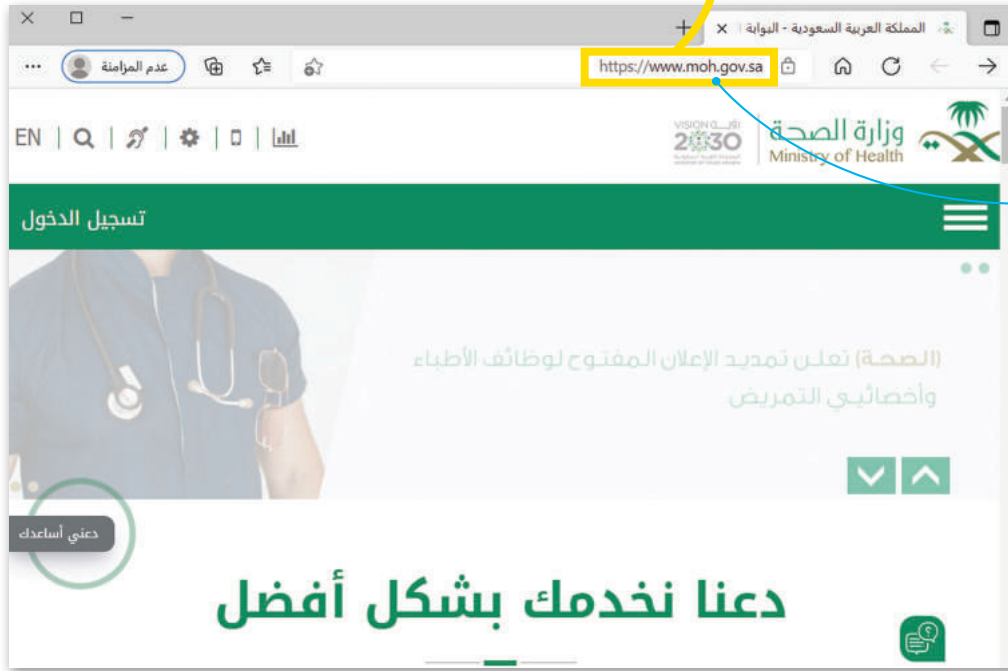 المملكة العربية السعودية - البوابة
https://www.moh.gov.sa
عدم المزامنة
وزارة الصحة
Ministry of Health
VISION رؤيــة
2030
EN
تسجيل الدخول
(الصحة) تعلن تمديد الإعلان المفتوح لوظائف الأطباء
وأخصائيي التمريض
دعني أساعدك
دعنا نخدمك بشكل أفضل